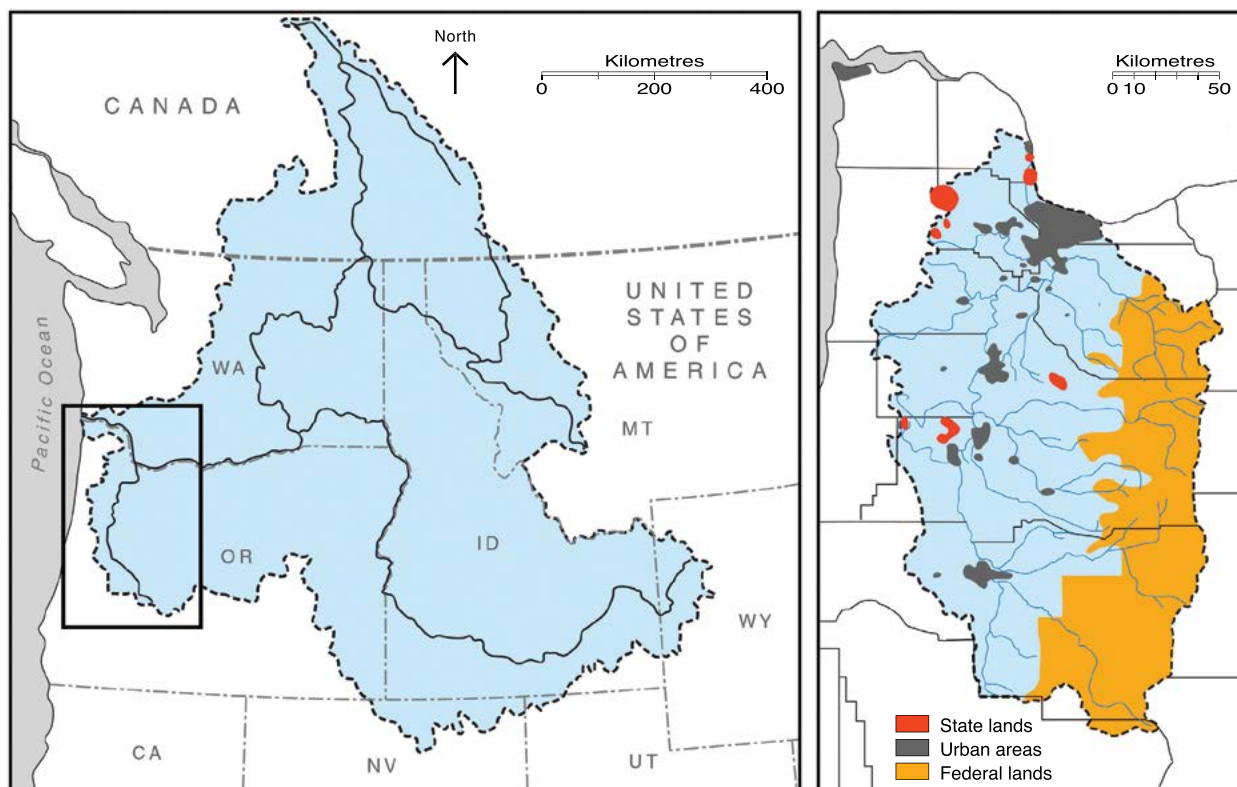 North
Kilometres
0 200 400
CANADA
Pacific Ocean
UNITED
STATES
OF
AMERICA
WA
MT
OR
ID
WY
CA
NV
UT
Kilometres
0 10 50
State lands
Urban areas
Federal lands